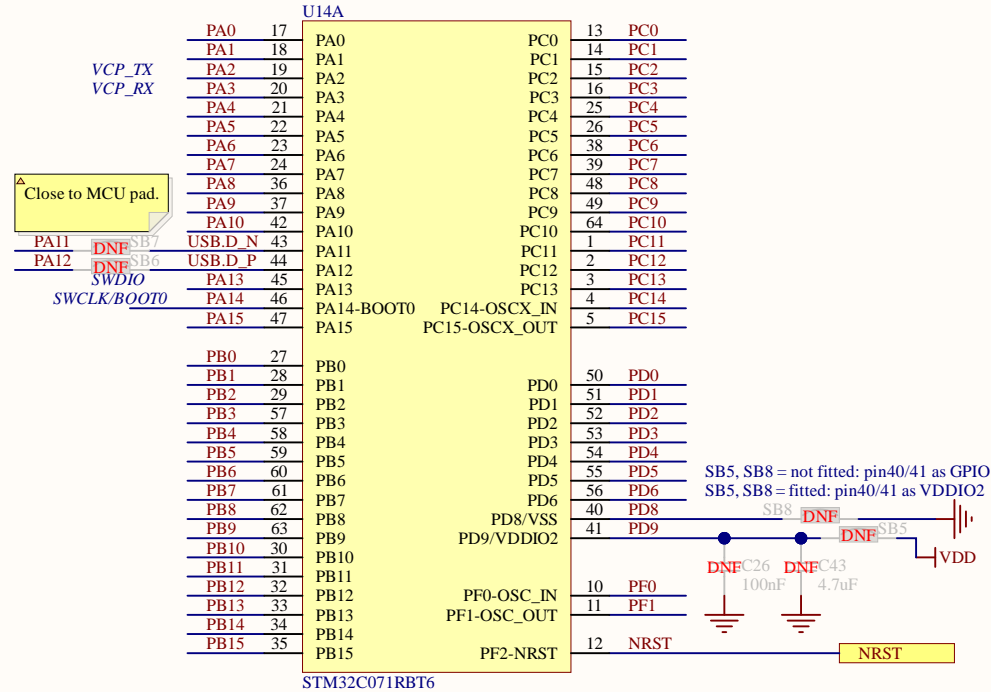 U14A
PA0 17 PA0 PC0 13 PC0
PA1 18 PA1 PC1 14 PC1
VCP_TX PA2 19 PA2 PC2 15 PC2
VCP_RX PA3 20 PA3 PC3 16 PC3
PA4 21 PA4 PC4 25 PC4
PA5 22 PA5 PC5 26 PC5
PA6 23 PA6 PC6 38 PC6
PA7 24 PA7 PC7 39 PC7
PA8 36 PA8 PC8 48 PC8
Close to MCU pad.
PA9 37 PA9 PC9 49 PC9
PA10 42 PA10 PC10 64 PC10
PA11 DNF SB7 USB.D_N 43 PA11 PC11 1 PC11
PA12 DNF SB6 USB.D_P 44 PA12 PC12 2 PC12
SWDIO PA13 45 PA13 PC13 3 PC13
SWCLK/BOOT0 PA14 46 PA14-BOOT0 PC14-OSCX_IN 4 PC14
PA15 47 PA15 PC15-OSCX_OUT 5 PC15
PB0 27 PB0
PB1 28 PB1 PD0 50 PD0
PB2 29 PB2 PD1 51 PD1
PB3 57 PB3 PD2 52 PD2
PB4 58 PB4 PD3 53 PD3
PB5 59 PB5 PD4 54 PD4
PB6 60 PB6 PD5 55 PD5 SB5, SB8 = not fitted: pin40/41 as GPIO
PB7 61 PB7 PD6 56 PD6 SB5, SB8 = fitted: pin40/41 as VDDIO2
PB8 62 PB8 PD8/VSS 40 PD8 SB8 DNF
PB9 63 PB9 PD9/VDDIO2 41 PD9 DNF SB5
PB10 30 PB10 VDD
PB11 31 PB11 DNF C26 DNF C43
PB12 32 PB12 PF0-OSC_IN 10 PF0 100nF 4.7uF
PB13 33 PB13 PF1-OSC_OUT 11 PF1
PB14 34 PB14
PB15 35 PB15 PF2-NRST 12 NRST NRST
STM32C071RBT6